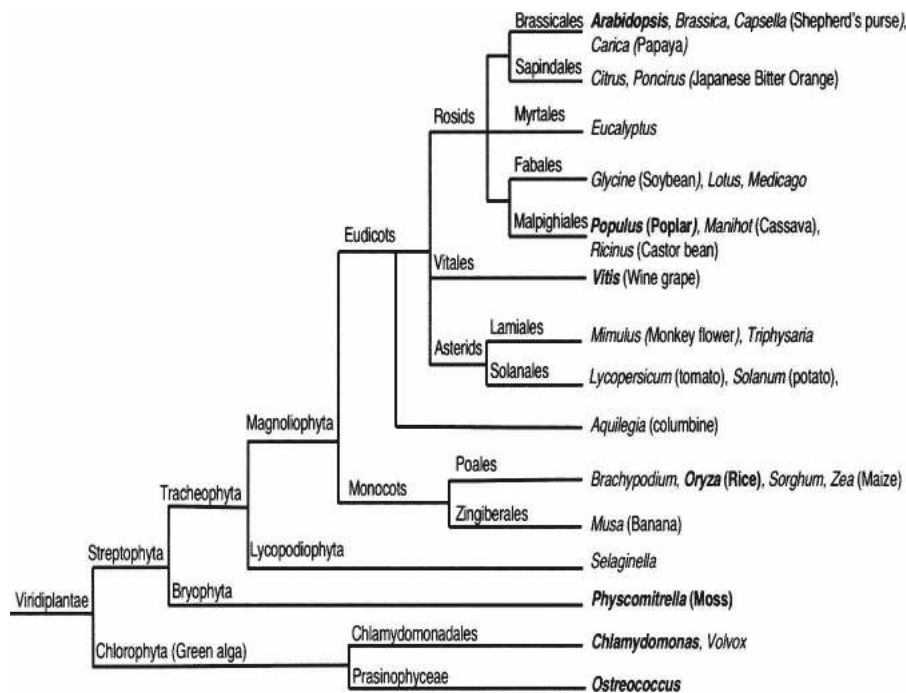 Brassicales Arabidopsis, Brassica, Capsella (Shepherd's purse),
Carica (Papaya)
Sapindales
Citrus, Poncirus (Japanese Bitter Orange)
Rosids
Myrtales
Eucalyptus
Fabales
Glycine (Soybean), Lotus, Medicago
Malpighiales
Populus (Poplar), Manihot (Cassava),
Ricinus (Castor bean)
Eudicots
Vitales
Vitis (Wine grape)
Lamiales
Mimulus (Monkey flower), Triphysaria
Asterids
Solanales
Lycopersicum (tomato), Solanum (potato),
Magnoliophyta
Aquilegia (columbine)
Poales
Brachypodium, Oryza (Rice), Sorghum, Zea (Maize)
Monocots
Tracheophyta
Zingiberales
Musa (Banana)
Lycopodiophyta
Selaginella
Streptophyta
Bryophyta
Physcomitrella (Moss)
Viridiplantae
Chlamydomonadales
Chlamydomonas, Volvox
Chlorophyta (Green alga)
Prasinophyceae
Ostreococcus